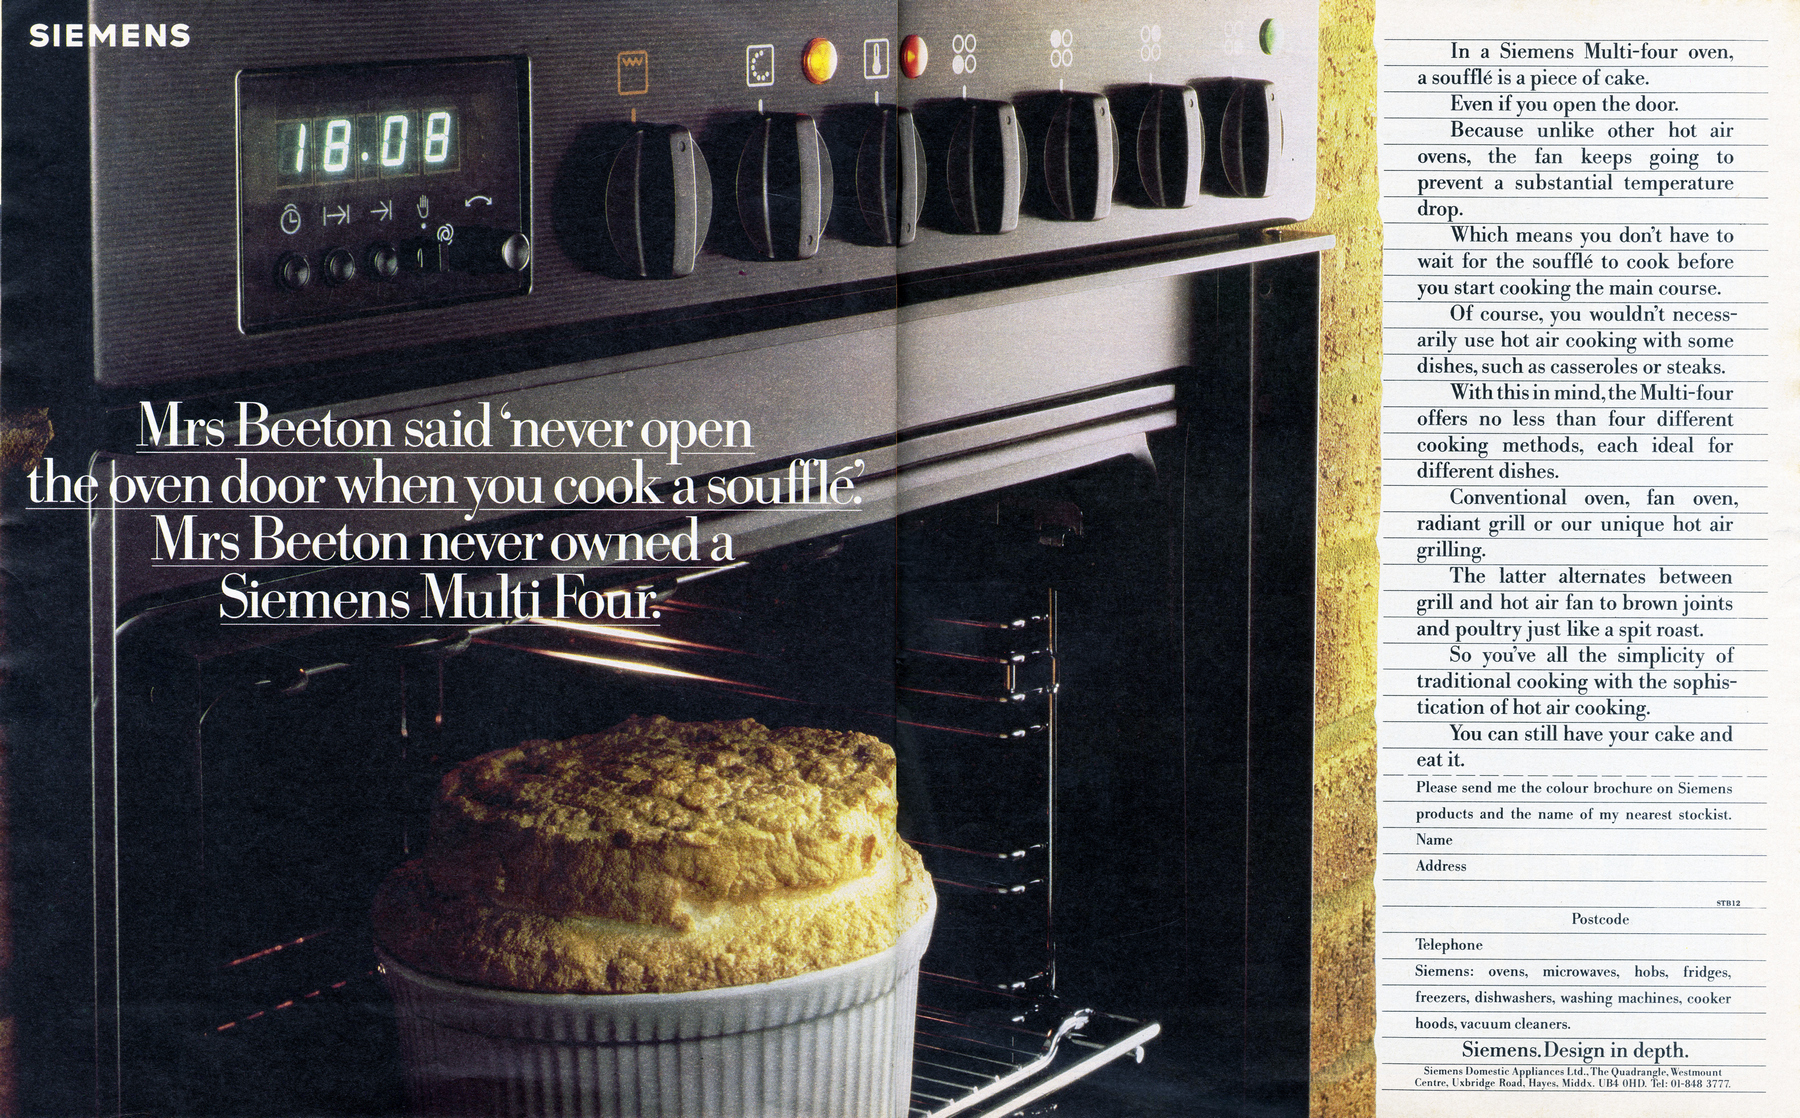 SIEMENS
18.08
Mrs Beeton said ‘never open
the oven door when you cook a soufflé.’
Mrs Beeton never owned a
Siemens Multi Four.
In a Siemens Multi-four oven,
a soufflé is a piece of cake.
Even if you open the door.
Because unlike other hot air
ovens, the fan keeps going to
prevent a substantial temperature
drop.
Which means you don’t have to
wait for the soufflé to cook before
you start cooking the main course.
Of course, you wouldn’t necess-
arily use hot air cooking with some
dishes, such as casseroles or steaks.
With this in mind, the Multi-four
offers no less than four different
cooking methods, each ideal for
different dishes.
Conventional oven, fan oven,
radiant grill or our unique hot air
grilling.
The latter alternates between
grill and hot air fan to brown joints
and poultry just like a spit roast.
So you’ve all the simplicity of
traditional cooking with the sophis-
tication of hot air cooking.
You can still have your cake and
eat it.
Please send me the colour brochure on Siemens
products and the name of my nearest stockist.
Name
Address
STB12
Postcode
Telephone
Siemens: ovens, microwaves, hobs, fridges,
freezers, dishwashers, washing machines, cooker
hoods, vacuum cleaners.
Siemens. Design in depth.
Siemens Domestic Appliances Ltd., The Quadrangle, Westmount
Centre, Uxbridge Road, Hayes, Middx. UB4 0HD. Tel: 01-848 3777.